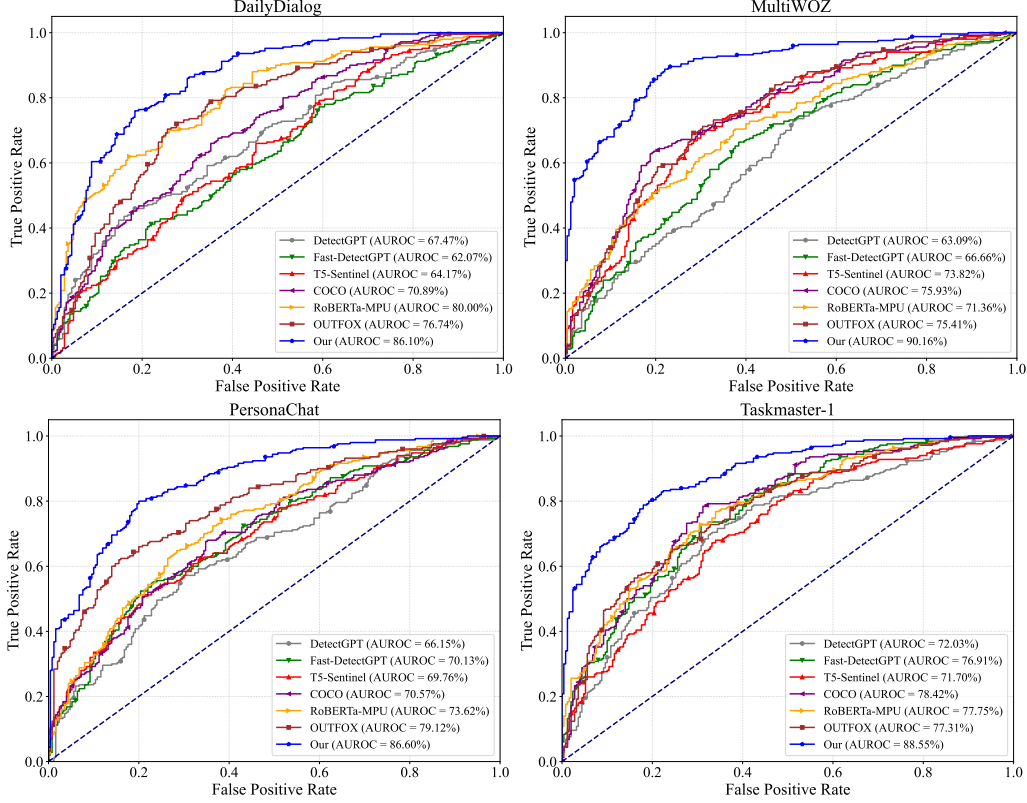 DailyDialog
1.0
0.8
0.6
0.4
0.2
0.0
True Positive Rate
DetectGPT (AUROC = 67.47%)
Fast-DetectGPT (AUROC = 62.07%)
T5-Sentinel (AUROC = 64.17%)
COCO (AUROC = 70.89%)
RoBERTa-MPU (AUROC = 80.00%)
OUTFOX (AUROC = 76.74%)
Our (AUROC = 86.10%)
0.0 0.2 0.4 0.6 0.8 1.0
False Positive Rate
MultiWOZ
1.0
0.8
0.6
0.4
0.2
0.0
True Positive Rate
DetectGPT (AUROC = 63.09%)
Fast-DetectGPT (AUROC = 66.66%)
T5-Sentinel (AUROC = 73.82%)
COCO (AUROC = 75.93%)
RoBERTa-MPU (AUROC = 71.36%)
OUTFOX (AUROC = 75.41%)
Our (AUROC = 90.16%)
0.0 0.2 0.4 0.6 0.8 1.0
False Positive Rate
PersonaChat
1.0
0.8
0.6
0.4
0.2
0.0
True Positive Rate
DetectGPT (AUROC = 66.15%)
Fast-DetectGPT (AUROC = 70.13%)
T5-Sentinel (AUROC = 69.76%)
COCO (AUROC = 70.57%)
RoBERTa-MPU (AUROC = 73.62%)
OUTFOX (AUROC = 79.12%)
Our (AUROC = 86.60%)
0.0 0.2 0.4 0.6 0.8 1.0
False Positive Rate
Taskmaster-1
1.0
0.8
0.6
0.4
0.2
0.0
True Positive Rate
DetectGPT (AUROC = 72.03%)
Fast-DetectGPT (AUROC = 76.91%)
T5-Sentinel (AUROC = 71.70%)
COCO (AUROC = 78.42%)
RoBERTa-MPU (AUROC = 77.75%)
OUTFOX (AUROC = 77.31%)
Our (AUROC = 88.55%)
0.0 0.2 0.4 0.6 0.8 1.0
False Positive Rate